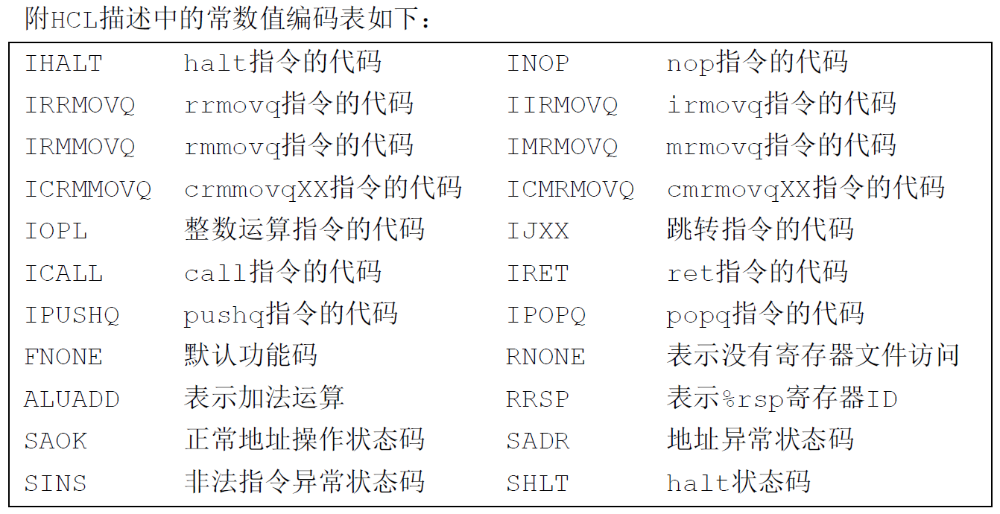 附HCL描述中的常数值编码表如下：
IHALT halt指令的代码 INOP nop指令的代码
IRRMOVQ rrmovq指令的代码 IIRMOVQ irmovq指令的代码
IRMMOVQ rmmovq指令的代码 IMRMOVQ mrmovq指令的代码
ICRMMOVQ crmmovqXX指令的代码 ICMRMOVQ cmrmovqXX指令的代码
IOPL 整数运算指令的代码 IJXX 跳转指令的代码
ICALL call指令的代码 IRET ret指令的代码
IPUSHQ pushq指令的代码 IPOPQ popq指令的代码
FNONE 默认功能码 RNONE 表示没有寄存器文件访问
ALUADD 表示加法运算 RRSP 表示%rsp寄存器ID
SAOK 正常地址操作状态码 SADR 地址异常状态码
SINS 非法指令异常状态码 SHLT halt状态码